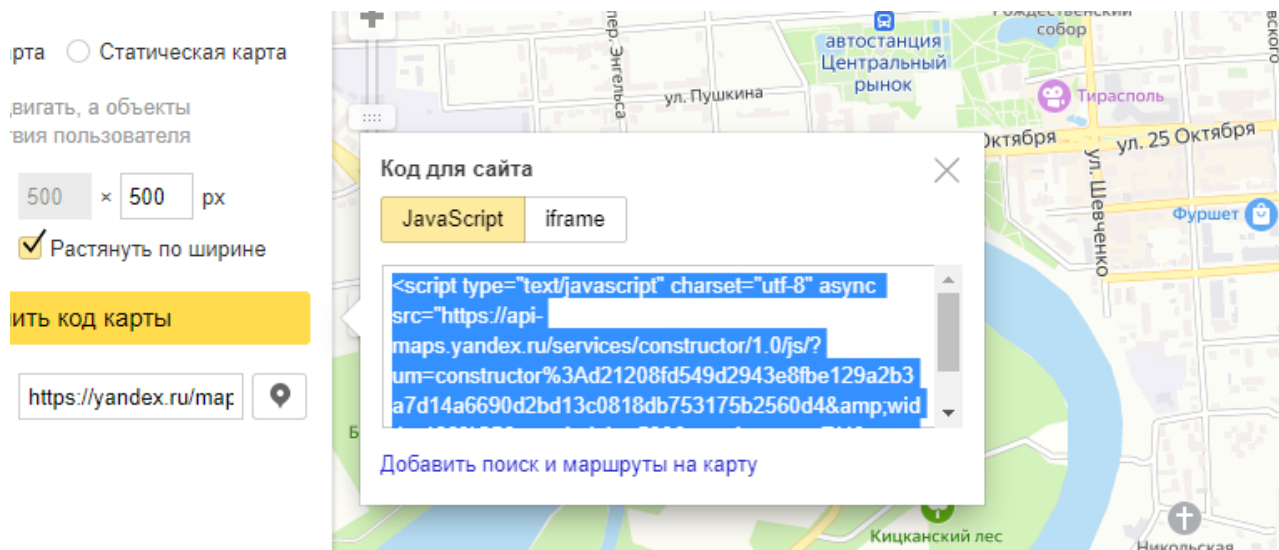 рта Статическая карта
двигать, а объекты
твия пользователя
500 × 500 px
Растянуть по ширине
ить код карты
https://yandex.ru/map
пер. Энгельса
ул. Пушкина
автостанция
Центральный
рынок
собор
Тирасполь
Октября
ул. 25 Октября
ул. Шевченко
Фуршет
Код для сайта
JavaScript iframe
<script type="text/javascript" charset="utf-8" async
src="https://api-
maps.yandex.ru/services/constructor/1.0/js/?
um=constructor%3Ad21208fd549d2943e8fbe129a2b3
a7d14a6690d2bd13c0818db753175b2560d4&amp;wid
Добавить поиск и маршруты на карту
Кицканский лес
Никольская